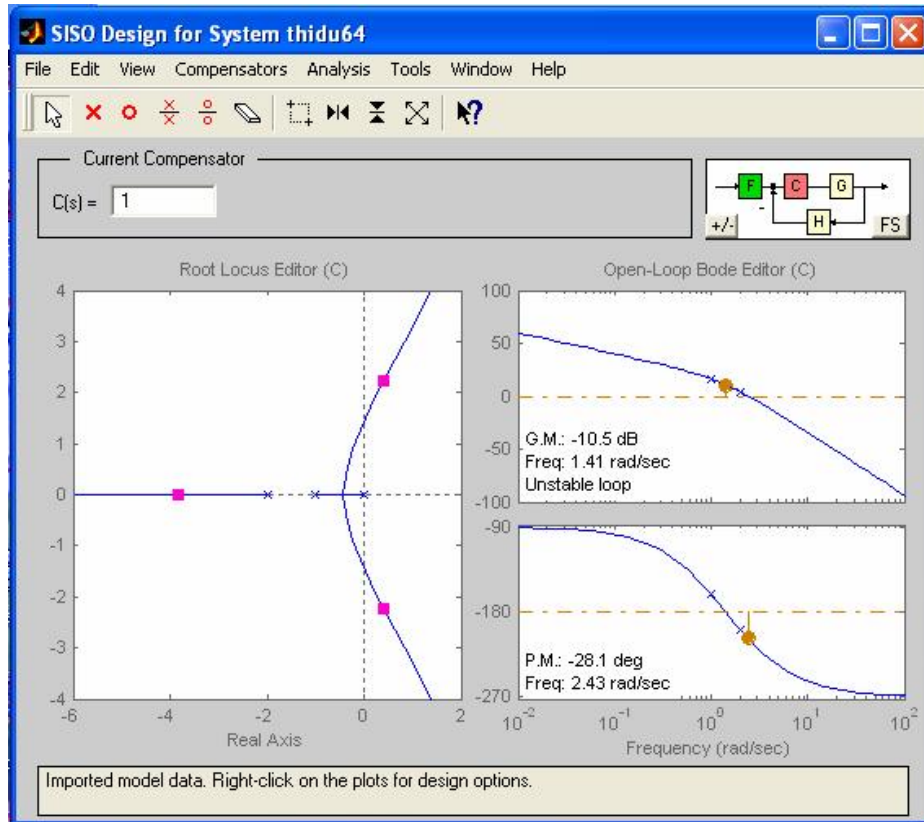 SISO Design for System thidu64
File Edit View Compensators Analysis Tools Window Help
Current Compensator
C(s) = 1
F C G
H
+/- FS
Root Locus Editor (C)
4
3
2
1
0
-1
-2
-3
-4
-6 -4 -2 0 2
Real Axis
Open-Loop Bode Editor (C)
100
50
0
-50
-100
G.M.: -10.5 dB
Freq: 1.41 rad/sec
Unstable loop
-90
-180
-270
P.M.: -28.1 deg
Freq: 2.43 rad/sec
10^-2 10^-1 10^0 10^1 10^2
Frequency (rad/sec)
Imported model data. Right-click on the plots for design options.